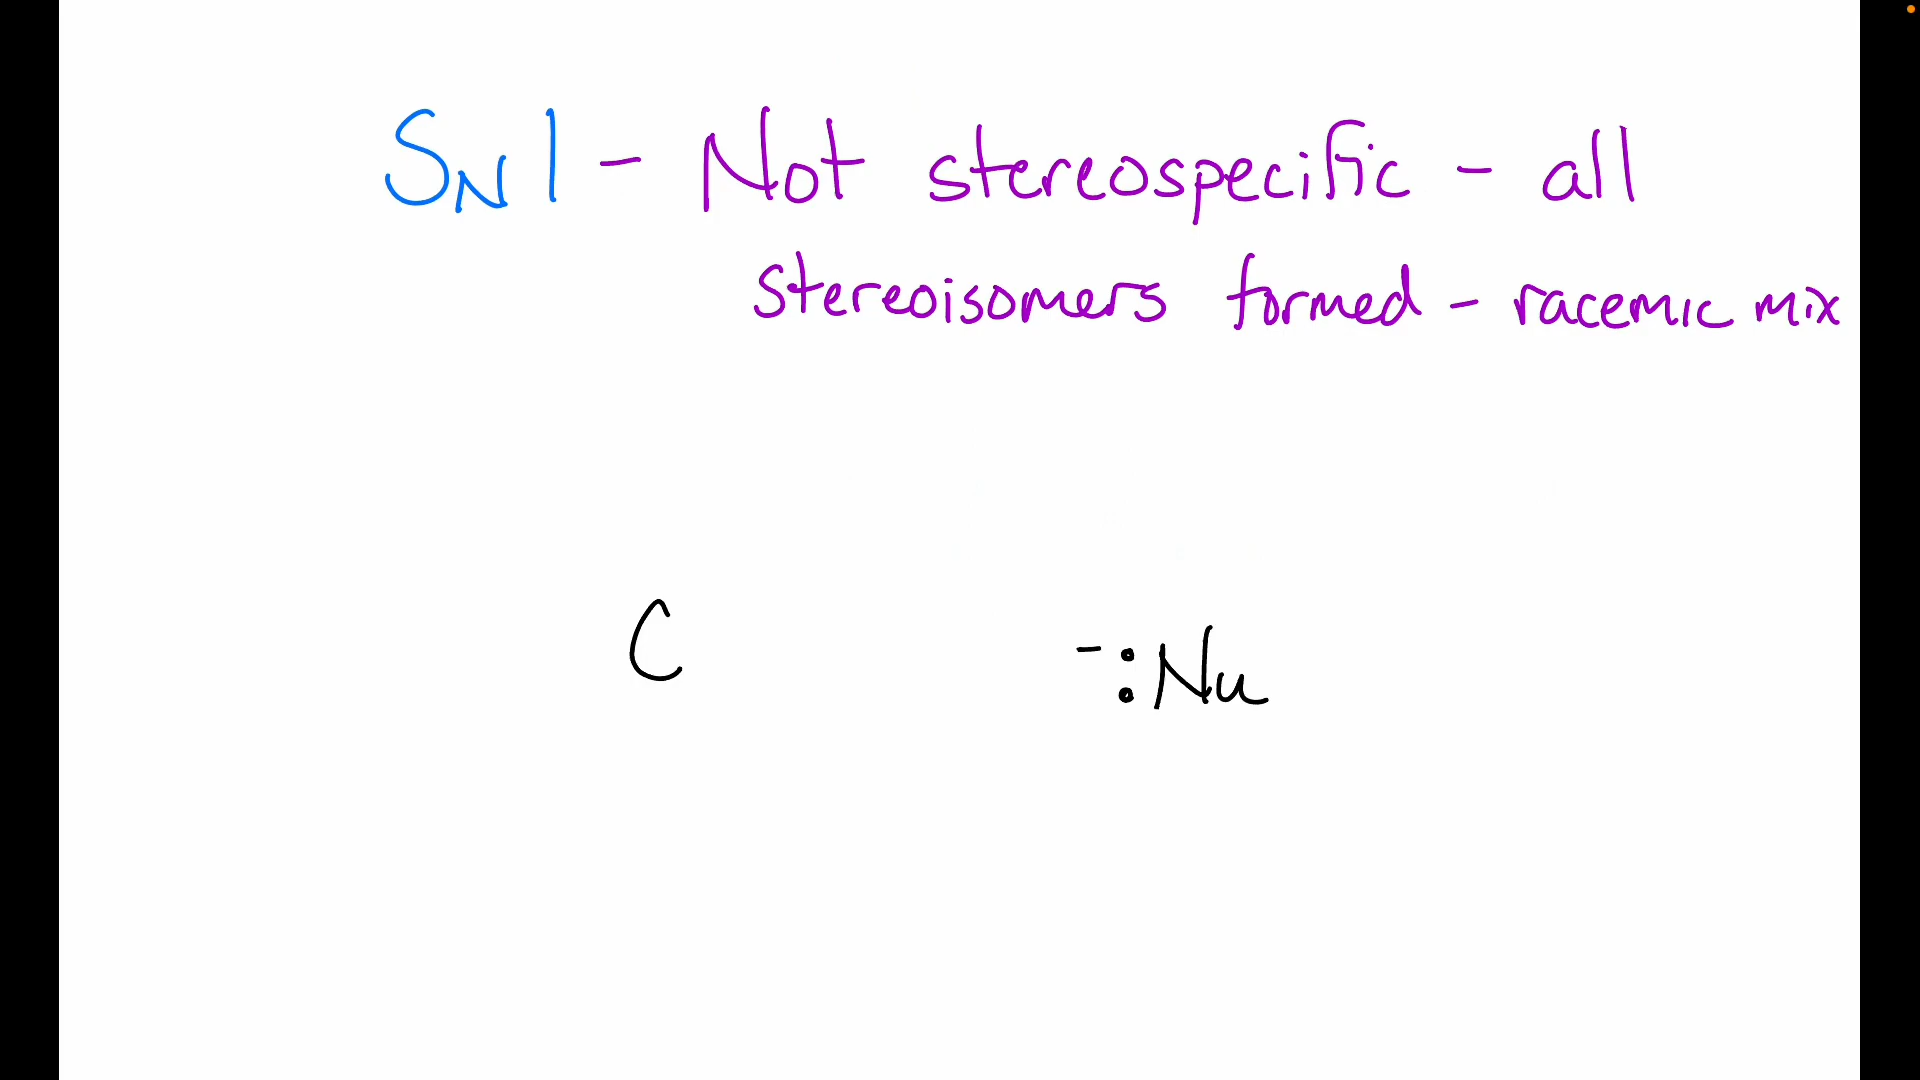 SN1 - Not stereospecific - all
stereoisomers formed - racemic mix
C -:Nu